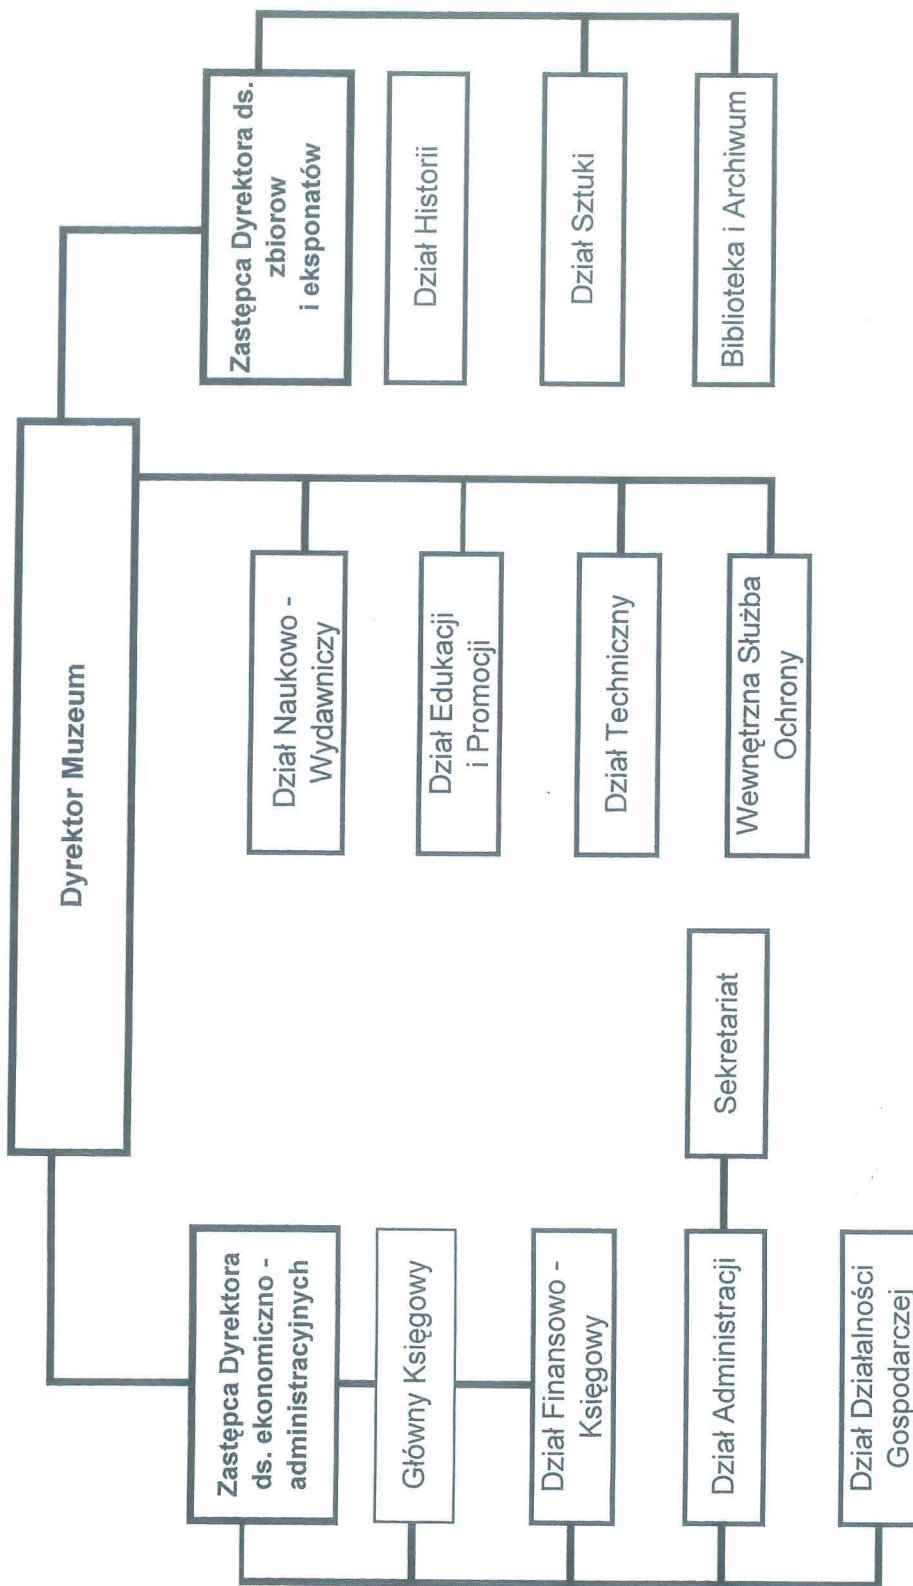 Dyrektor Muzeum
Zastępca Dyrektora
ds. ekonomiczno -
administracyjnych
Główny Księgowy
Dział Finansowo -
Księgowy
Dział Administracji
Sekretariat
Dział Działalności
Gospodarczej
Dział Naukowo -
Wydawniczy
Dział Edukacji
i Promocji
Dział Techniczny
Wewnętrzna Służba
Ochrony
Zastępca Dyrektora ds.
zbiorow
i eksponatów
Dział Historii
Dział Sztuki
Biblioteka i Archiwum